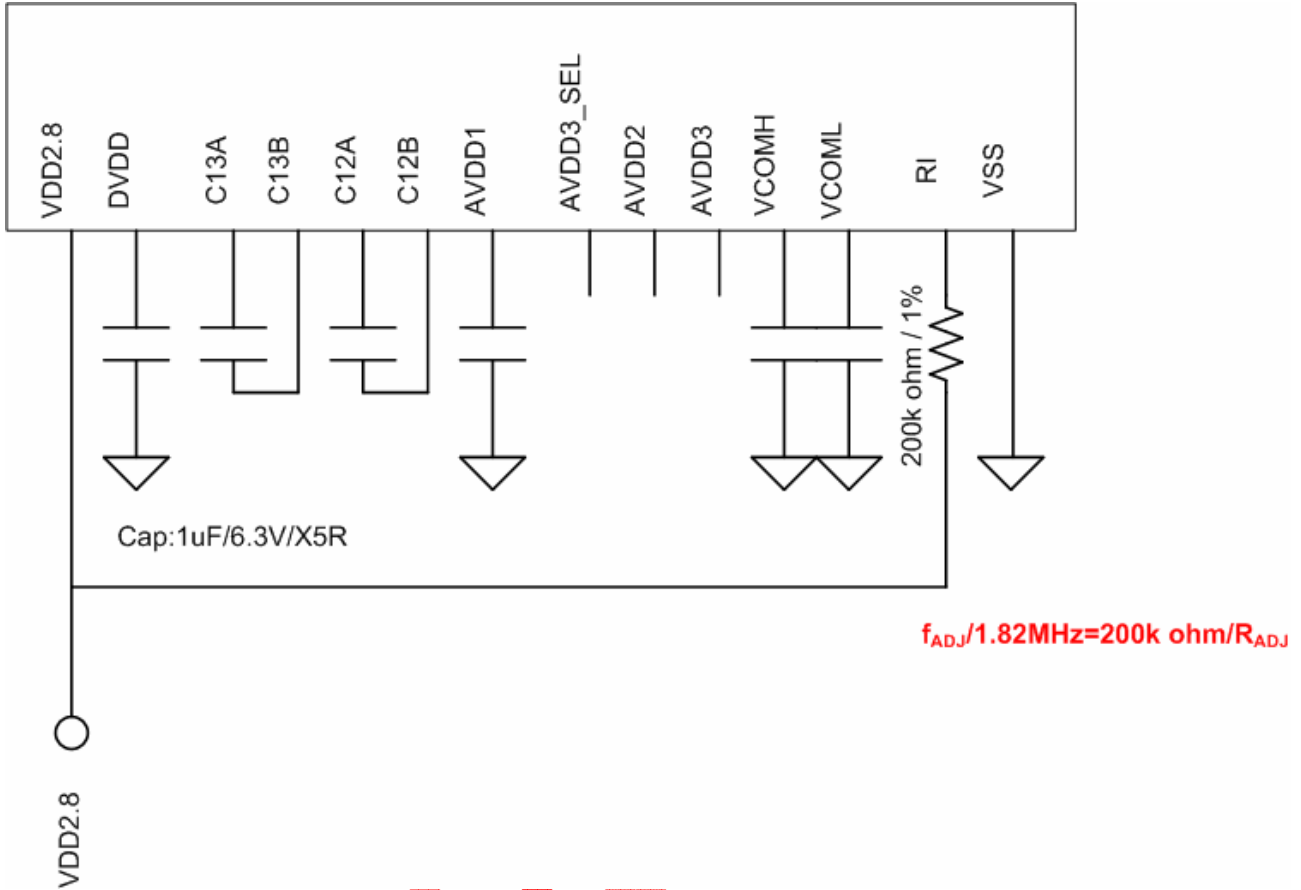 VDD2.8
DVDD
C13A
C13B
C12A
C12B
AVDD1
AVDD3_SEL
AVDD2
AVDD3
VCOMH
VCOML
RI
VSS
200k ohm / 1%
Cap:1uF/6.3V/X5R
fADJ/1.82MHz=200k ohm/RADJ
VDD2.8